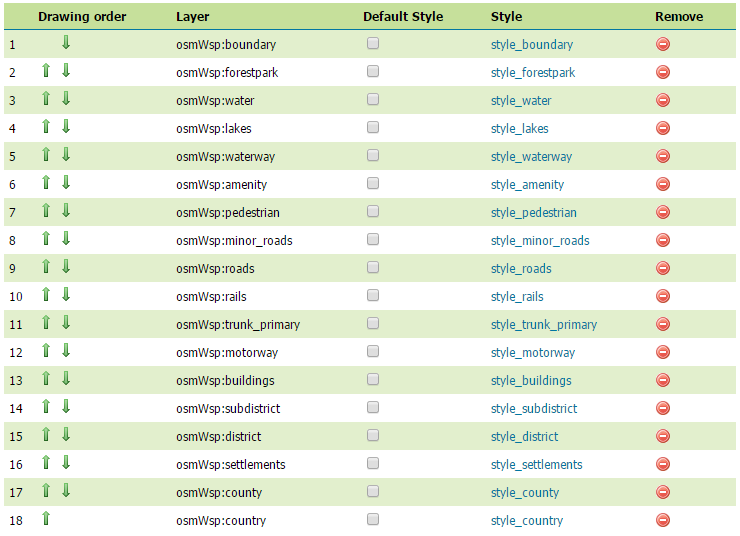 Drawing order Layer Default Style Style Remove
1 osmWsp:boundary style_boundary
2 osmWsp:forestpark style_forestpark
3 osmWsp:water style_water
4 osmWsp:lakes style_lakes
5 osmWsp:waterway style_waterway
6 osmWsp:amenity style_amenity
7 osmWsp:pedestrian style_pedestrian
8 osmWsp:minor_roads style_minor_roads
9 osmWsp:roads style_roads
10 osmWsp:rails style_rails
11 osmWsp:trunk_primary style_trunk_primary
12 osmWsp:motorway style_motorway
13 osmWsp:buildings style_buildings
14 osmWsp:subdistrict style_subdistrict
15 osmWsp:district style_district
16 osmWsp:settlements style_settlements
17 osmWsp:county style_county
18 osmWsp:country style_country